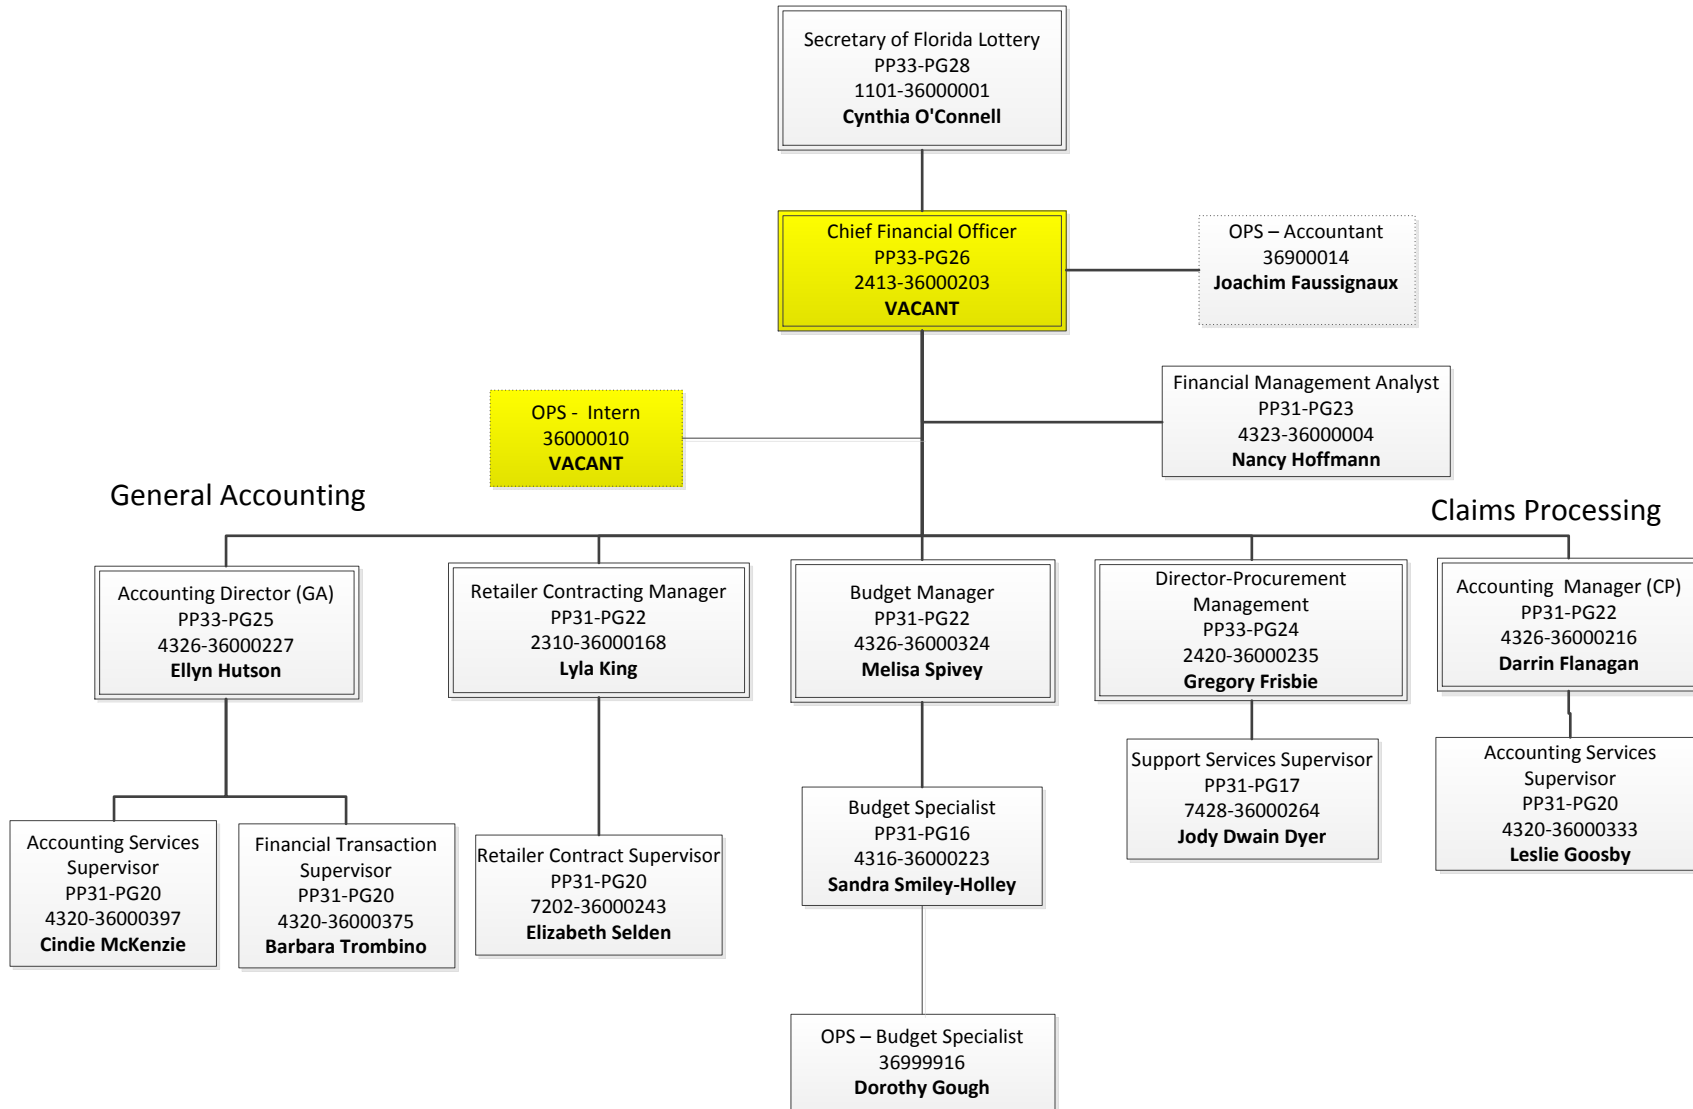 Secretary of Florida Lottery
PP33-PG28
1101-36000001
Cynthia O'Connell
Chief Financial Officer
PP33-PG26
2413-36000203
VACANT
OPS – Accountant
36900014
Joachim Faussignaux
Financial Management Analyst
PP31-PG23
4323-36000004
Nancy Hoffmann
OPS -  Intern
36000010
VACANT
General Accounting
Claims Processing
Accounting Director (GA)
PP33-PG25
4326-36000227
Ellyn Hutson
Retailer Contracting Manager
PP31-PG22
2310-36000168
Lyla King
Budget Manager
PP31-PG22
4326-36000324
Melisa Spivey
Director-Procurement
Management
PP33-PG24
2420-36000235
Gregory Frisbie
Accounting  Manager (CP)
PP31-PG22
4326-36000216
Darrin Flanagan
Accounting Services
Supervisor
PP31-PG20
4320-36000397
Cindie McKenzie
Financial Transaction
Supervisor
PP31-PG20
4320-36000375
Barbara Trombino
Retailer Contract Supervisor
PP31-PG20
7202-36000243
Elizabeth Selden
Budget Specialist
PP31-PG16
4316-36000223
Sandra Smiley-Holley
Support Services Supervisor
PP31-PG17
7428-36000264
Jody Dwain Dyer
Accounting Services
Supervisor
PP31-PG20
4320-36000333
Leslie Goosby
OPS – Budget Specialist
36999916
Dorothy Gough